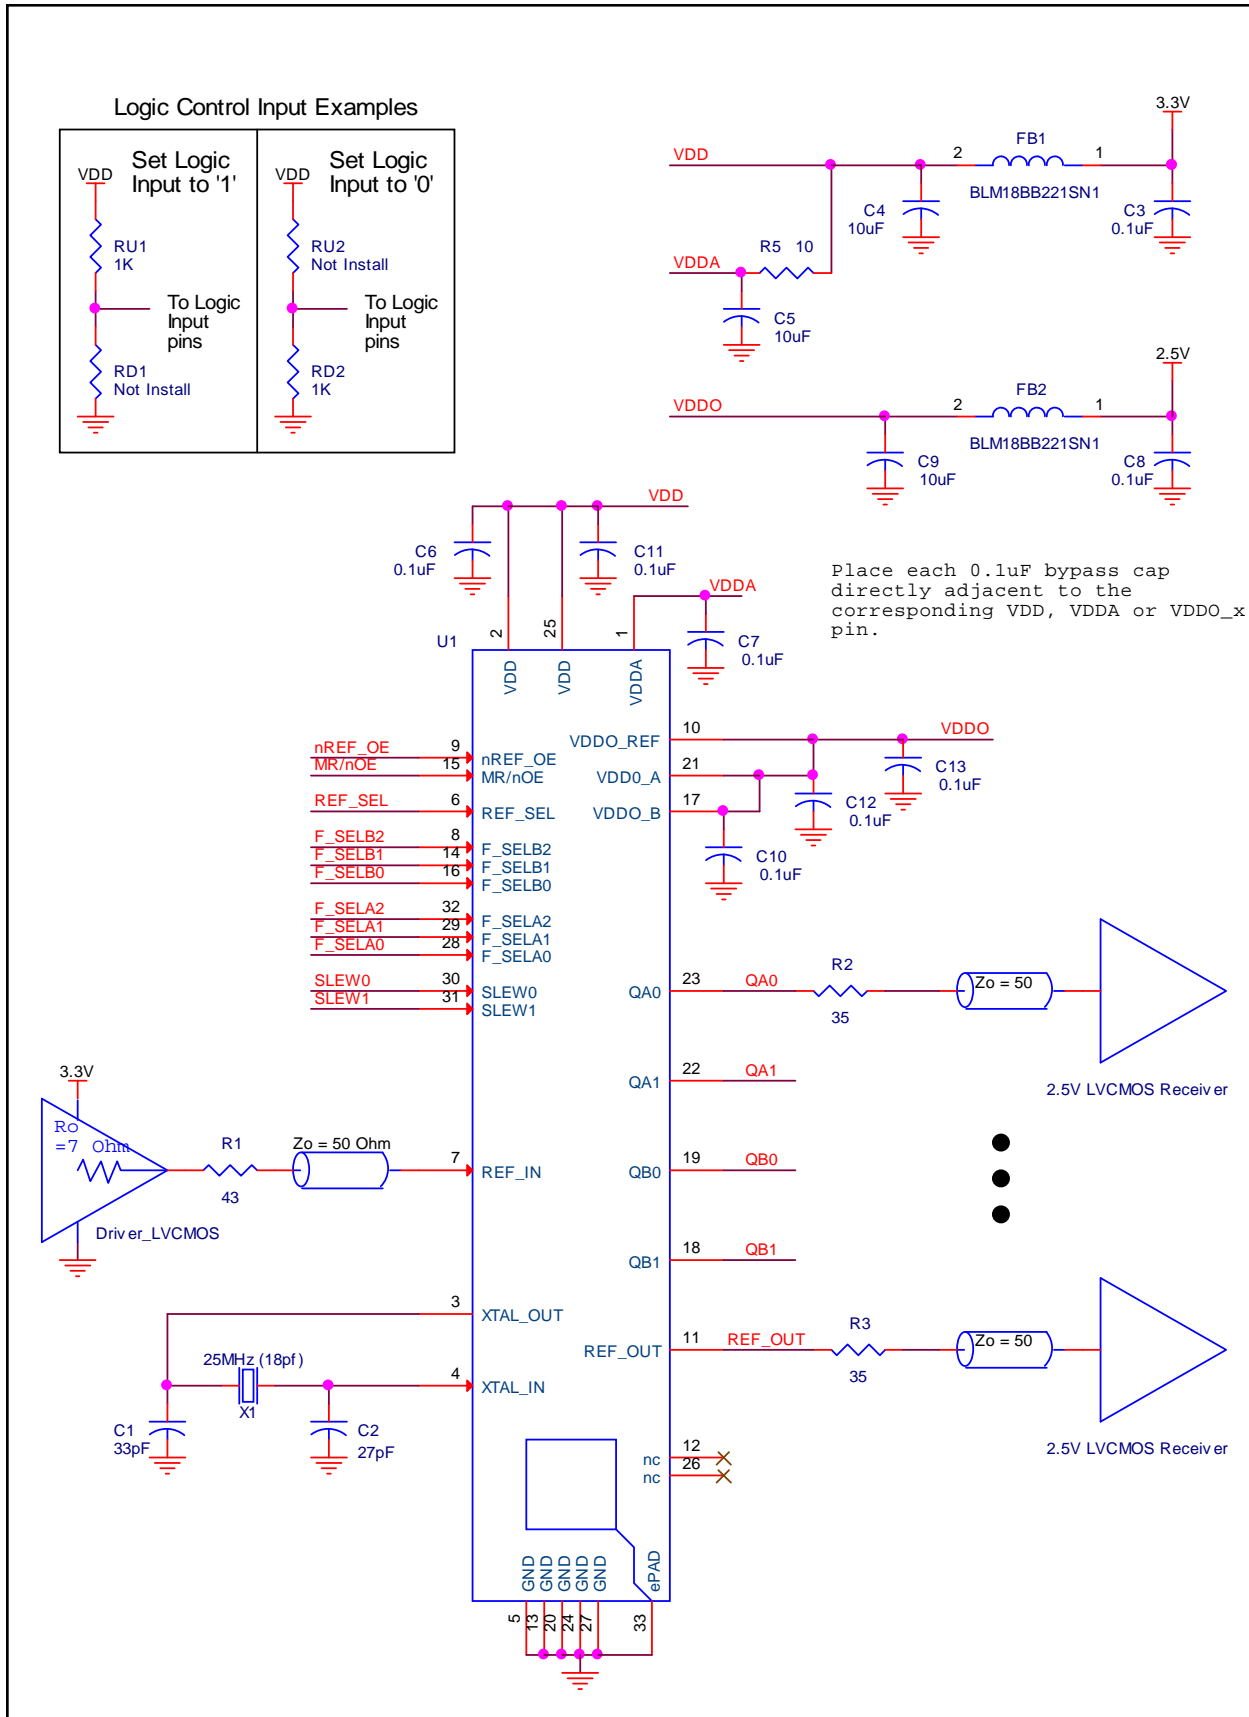 Logic Control Input Examples
Set Logic
Input to '1'
VDD
RU1
1K
To Logic
Input
pins
RD1
Not Install
Set Logic
Input to '0'
VDD
RU2
Not Install
To Logic
Input
pins
RD2
1K
3.3V
VDD
2
FB1
1
BLM18BB221SN1
C4
10uF
C3
0.1uF
R5 10
VDDA
C5
10uF
2.5V
VDDO
2
FB2
1
BLM18BB221SN1
C9
10uF
C8
0.1uF
VDD
C6
0.1uF
C11
0.1uF
VDDA
C7
0.1uF
Place each 0.1uF bypass cap
directly adjacent to the
corresponding VDD, VDDA or VDDO_x
pin.
U1
2
25
1
VDD
VDD
VDDA
nREF_OE 9 nREF_OE
MR/nOE 15 MR/nOE
REF_SEL 6 REF_SEL
F_SELB2 8 F_SELB2
F_SELB1 14 F_SELB1
F_SELB0 16 F_SELB0
F_SELA2 32 F_SELA2
F_SELA1 29 F_SELA1
F_SELA0 28 F_SELA0
SLEW0 30 SLEW0
SLEW1 31 SLEW1
VDDO_REF 10 VDDO
VDD0_A 21
VDDO_B 17
C13
0.1uF
C12
0.1uF
C10
0.1uF
QA0 23 QA0
R2
35
Zo = 50
2.5V LVCMOS Receiver
QA1 22 QA1
QB0 19 QB0
QB1 18 QB1
3.3V
Ro
=7 Ohm
Driver_LVCMOS
R1
43
Zo = 50 Ohm
7 REF_IN
3 XTAL_OUT
25MHz (18pf)
X1
4 XTAL_IN
C1
33pF
C2
27pF
REF_OUT 11 REF_OUT
R3
35
Zo = 50
2.5V LVCMOS Receiver
nc 12
nc 26
GND
GND
GND
GND
GND
ePAD
5
13
20
24
27
33